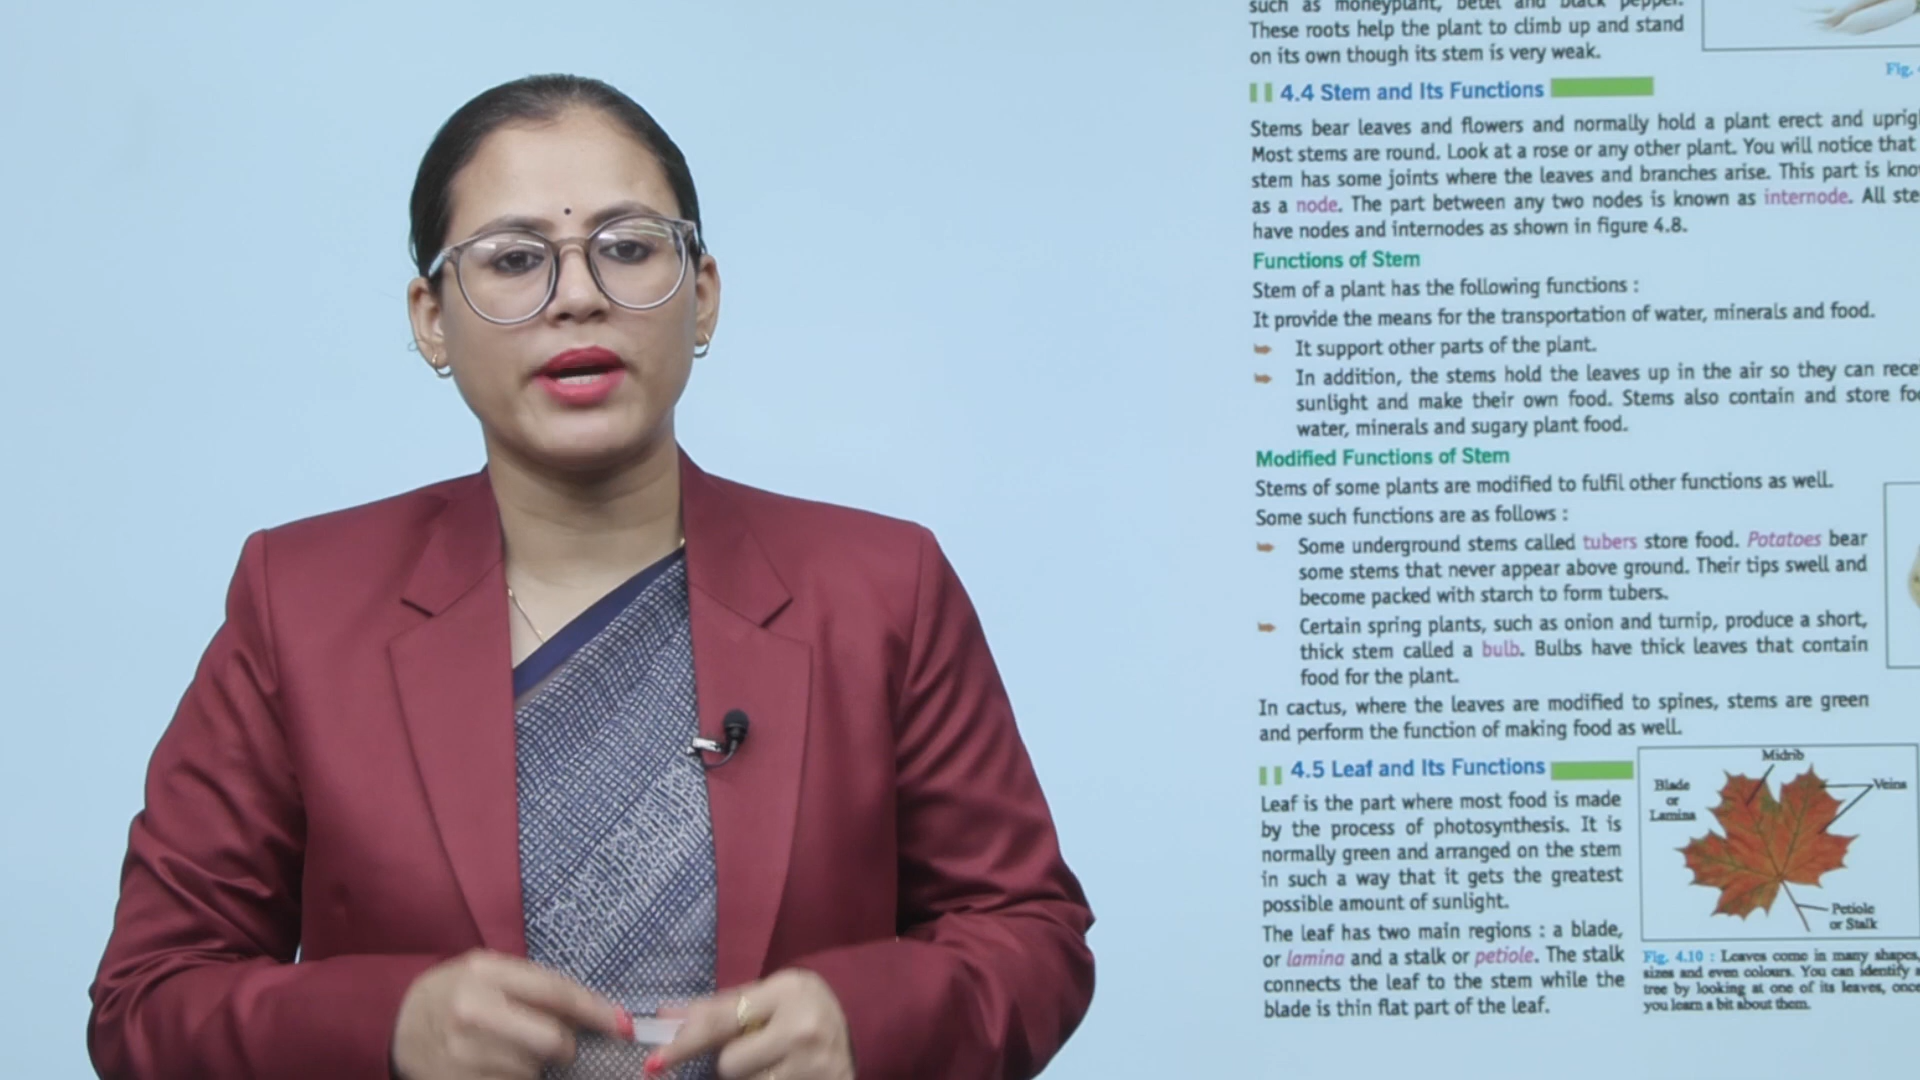 such as moneyplant, betel and black pepper.
These roots help the plant to climb up and stand
on its own though its stem is very weak.
Fig.
4.4 Stem and Its Functions
Stems bear leaves and flowers and normally hold a plant erect and
Most stems are round. Look at a rose or any other plant. You will notice that
stem has some joints where the leaves and branches arise. This part is
as a node. The part between any two nodes is known as internode. All
have nodes and internodes as shown in figure 4.8.
Functions of Stem
Stem of a plant has the following functions :
It provide the means for the transportation of water, minerals and food.
It support other parts of the plant.
In addition, the stems hold the leaves up in the air so they can
sunlight and make their own food. Stems also contain and store
water, minerals and sugary plant food.
Modified Functions of Stem
Stems of some plants are modified to fulfil other functions as well.
Some such functions are as follows :
Some underground stems called tubers store food. Potatoes bear
some stems that never appear above ground. Their tips swell and
become packed with starch to form tubers.
Certain spring plants, such as onion and turnip, produce a short,
thick stem called a bulb. Bulbs have thick leaves that contain
food for the plant.
In cactus, where the leaves are modified to spines, stems are green
and perform the function of making food as well.
4.5 Leaf and Its Functions
Leaf is the part where most food is made
by the process of photosynthesis. It is
normally green and arranged on the stem
in such a way that it gets the greatest
possible amount of sunlight.
The leaf has two main regions : a blade,
or lamina and a stalk or petiole. The stalk
connects the leaf to the stem while the
blade is thin flat part of the leaf.
Midrib
Blade
or
Lamina
Veins
Petiole
or Stalk
Fig. 4.10 : Leaves come in many shapes,
sizes and even colours. You can identify a
tree by looking at one of its leaves, once
you learn a bit about them.